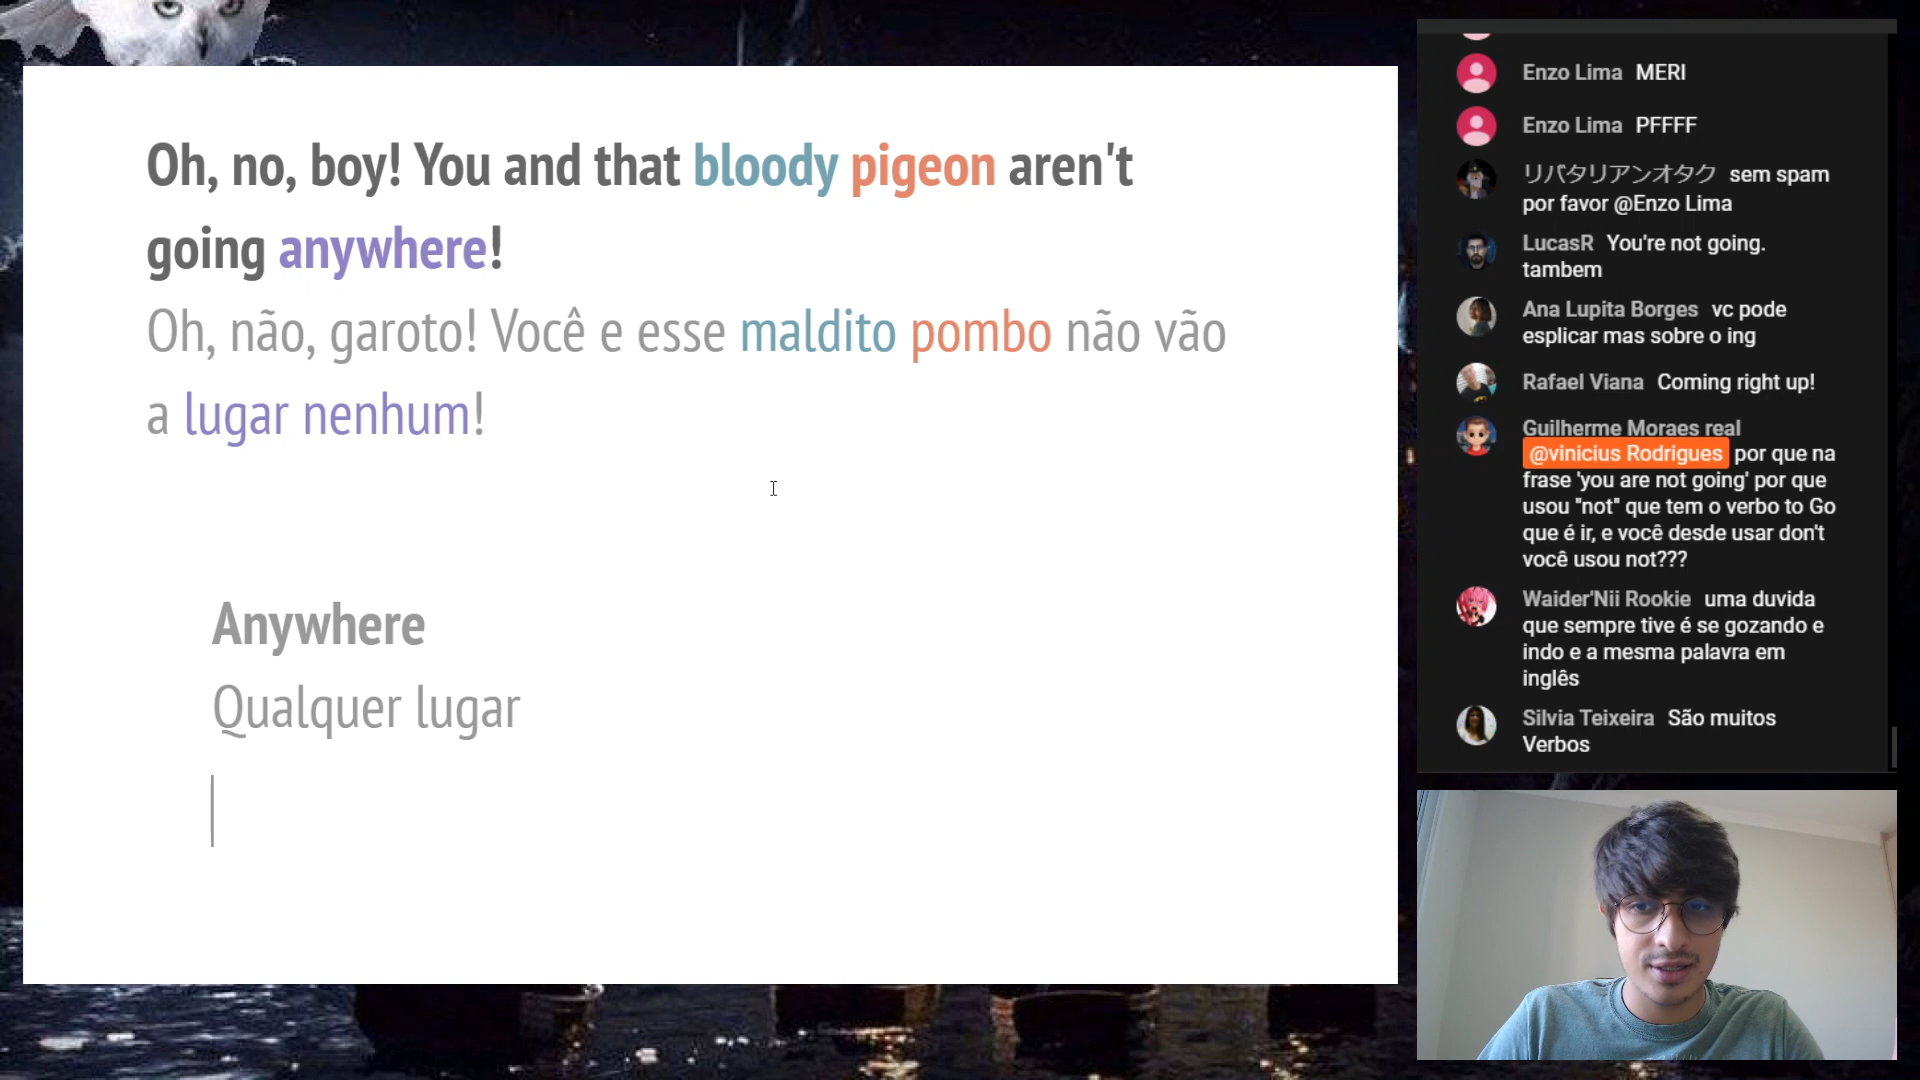 Oh, no, boy! You and that bloody pigeon aren't
going anywhere!
Oh, não, garoto! Você e esse maldito pombo não vão
a lugar nenhum!
Anywhere
Qualquer lugar
Enzo Lima MERI
Enzo Lima PFFFF
リバタリアンオタク sem spam
por favor @Enzo Lima
LucasR You're not going.
tambem
Ana Lupita Borges vc pode
esplicar mas sobre o ing
Rafael Viana Coming right up!
Guilherme Moraes real
@vinicius Rodrigues por que na
frase 'you are not going' por que
usou "not" que tem o verbo to Go
que é ir, e você desde usar don't
você usou not???
Waider'Nii Rookie uma duvida
que sempre tive é se gozando e
indo e a mesma palavra em
inglês
Silvia Teixeira São muitos
Verbos